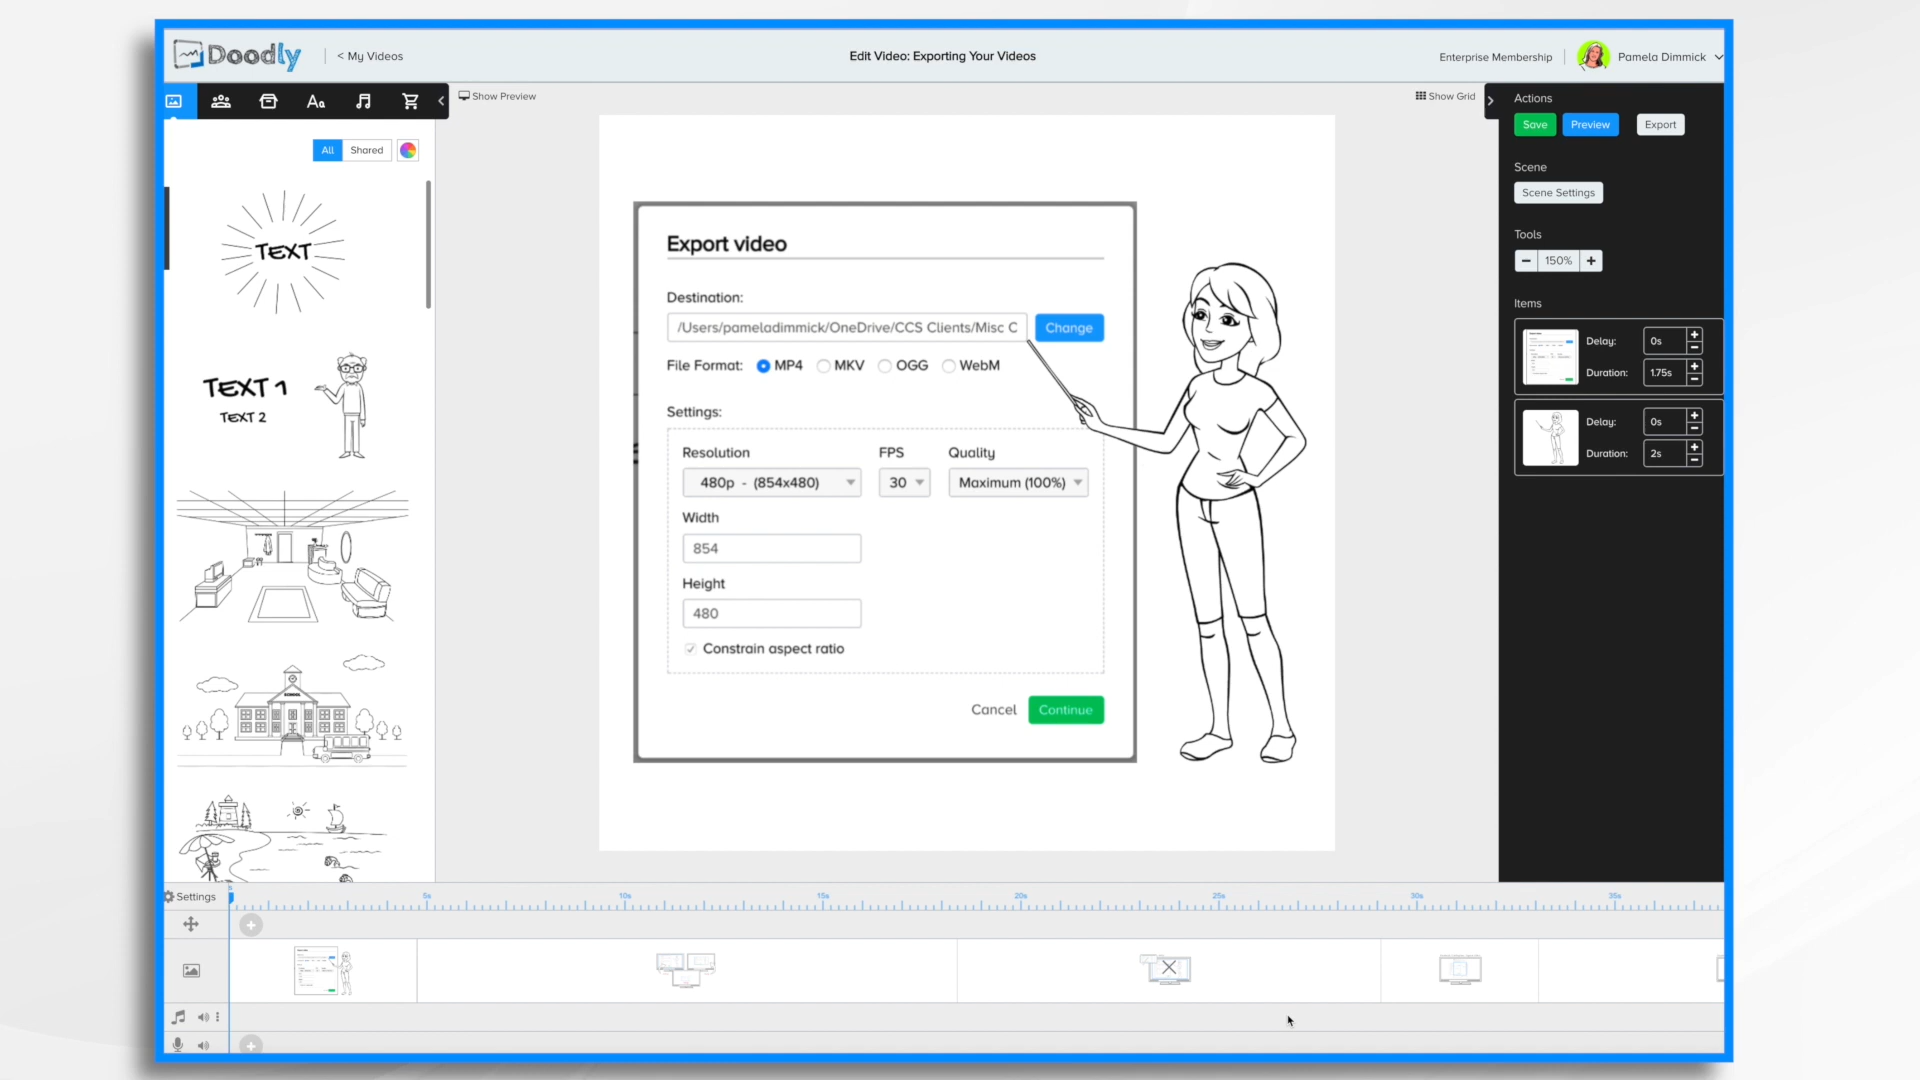 Doodly
< My Videos
Edit Video: Exporting Your Videos
Enterprise Membership
Pamela Dimmick
Aa
Show Preview
Show Grid
All
Shared
TEXT
TEXT 1
TEXT 2
SCHOOL
Export video
Destination:
/Users/pameladimmick/OneDrive/CCS Clients/Misc C
Change
File Format:
MP4
MKV
OGG
WebM
Settings:
Resolution
FPS
Quality
480p - (854x480)
30
Maximum (100%)
Width
854
Height
480
Constrain aspect ratio
Cancel
Continue
Actions
Save
Preview
Export
Scene
Scene Settings
Tools
150%
Items
Delay:
0s
Duration:
1.75s
Delay:
0s
Duration:
2s
Settings
5s
10s
15s
20s
25s
30s
35s